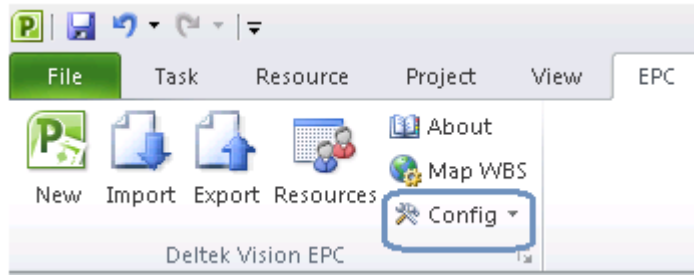 File Task Resource Project View EPC
About
Map WBS
New Import Export Resources
Config
Deltek Vision EPC